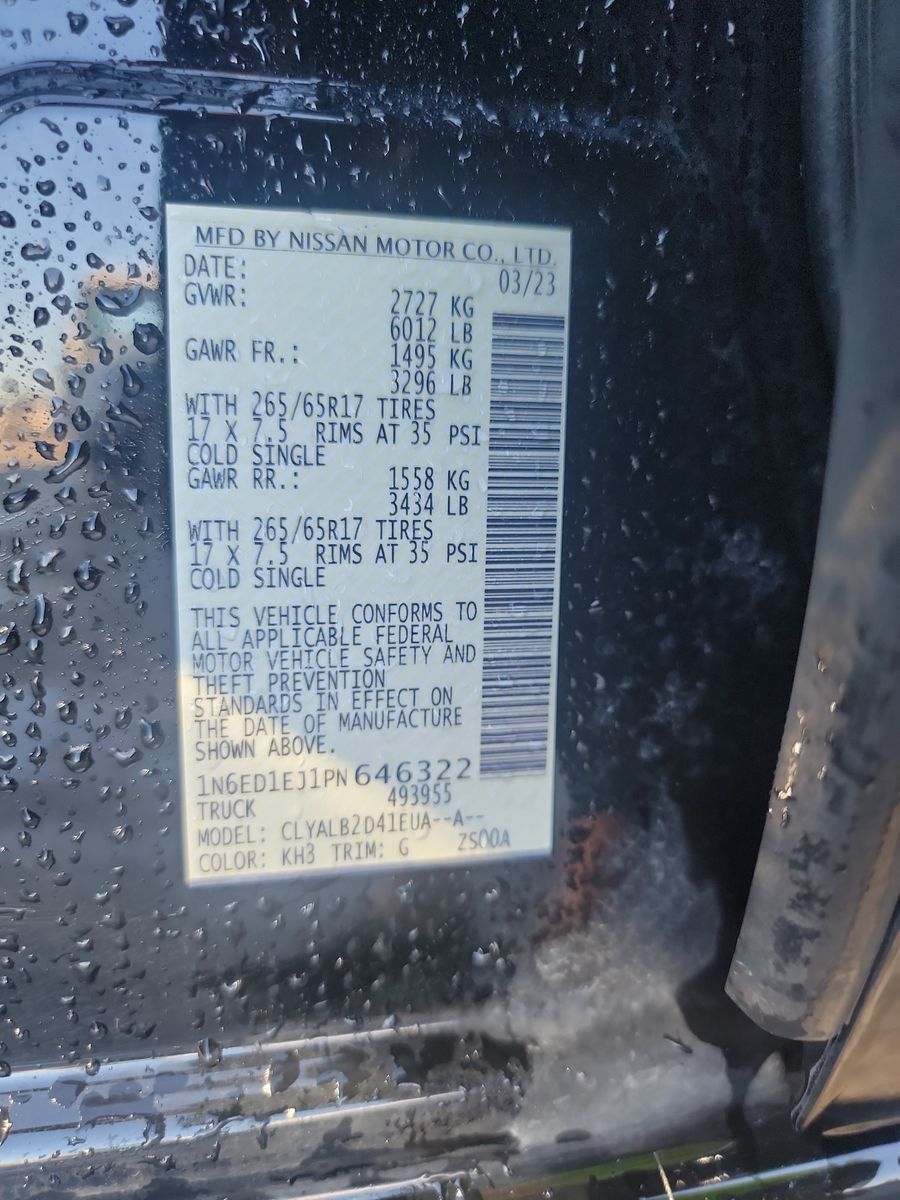 MFD BY NISSAN MOTOR CO., LTD.
DATE: 03/23
GVWR: 2727 KG
6012 LB
GAWR FR.: 1495 KG
3296 LB
WITH 265/65R17 TIRES
17 X 7.5 RIMS AT 35 PSI
COLD SINGLE
GAWR RR.: 1558 KG
3434 LB
WITH 265/65R17 TIRES
17 X 7.5 RIMS AT 35 PSI
COLD SINGLE
THIS VEHICLE CONFORMS TO
ALL APPLICABLE FEDERAL
MOTOR VEHICLE SAFETY AND
THEFT PREVENTION
STANDARDS IN EFFECT ON
THE DATE OF MANUFACTURE
SHOWN ABOVE.
1N6ED1EJ1PN646322
TRUCK 493955
MODEL: CLYALB2D41EUA--A--
COLOR: KH3 TRIM: G ZS00A